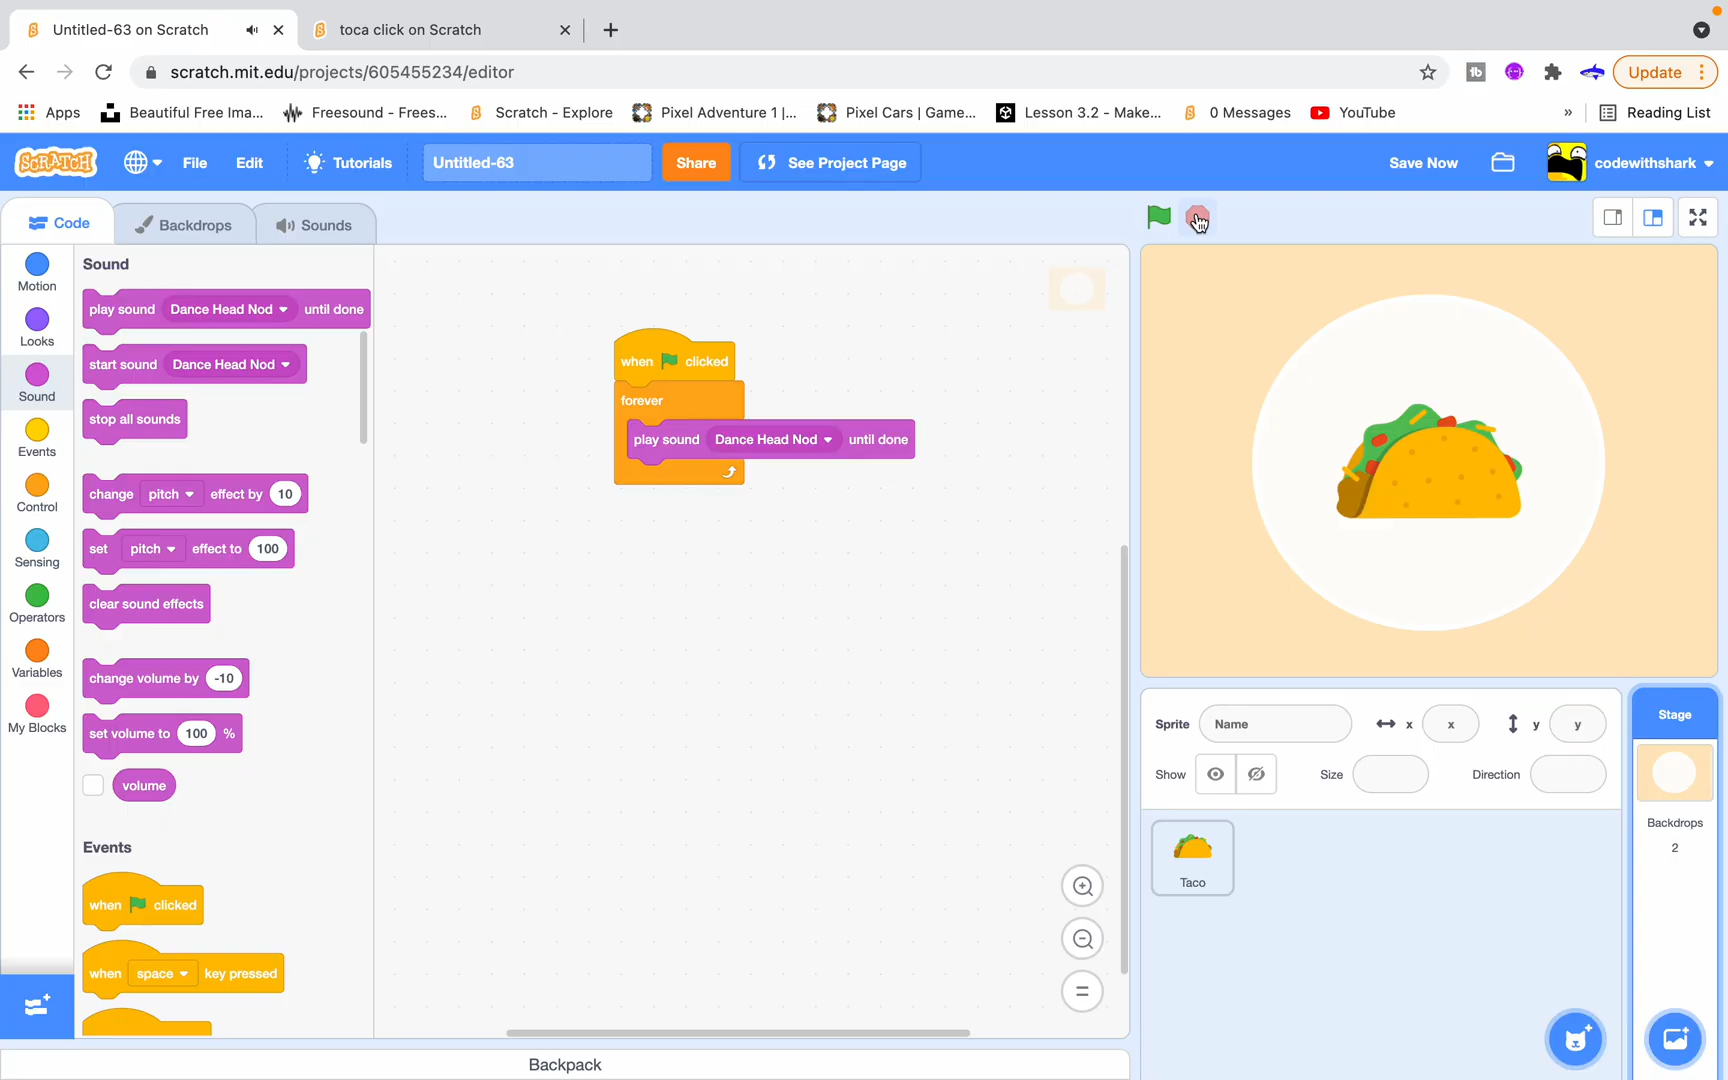 Untitled-63 on Scratch
toca click on Scratch
scratch.mit.edu/projects/605455234/editor
tb
Update
Apps
Beautiful Free Ima...
Freesound - Frees...
Scratch - Explore
Pixel Adventure 1 |...
Pixel Cars | Game...
Lesson 3.2 - Make...
0 Messages
YouTube
»
Reading List
SCRATCH
File
Edit
Tutorials
Untitled-63
Share
See Project Page
Save Now
codewithshark
Code
Backdrops
Sounds
Motion
Looks
Sound
Events
Control
Sensing
Operators
Variables
My Blocks
Sound
play sound Dance Head Nod until done
start sound Dance Head Nod
stop all sounds
change pitch effect by 10
set pitch effect to 100
clear sound effects
change volume by -10
set volume to 100 %
volume
Events
when clicked
when space key pressed
when clicked
forever
play sound Dance Head Nod until done
Sprite Name x x y y
Show Size Direction
Taco
Stage
Backdrops
2
Backpack